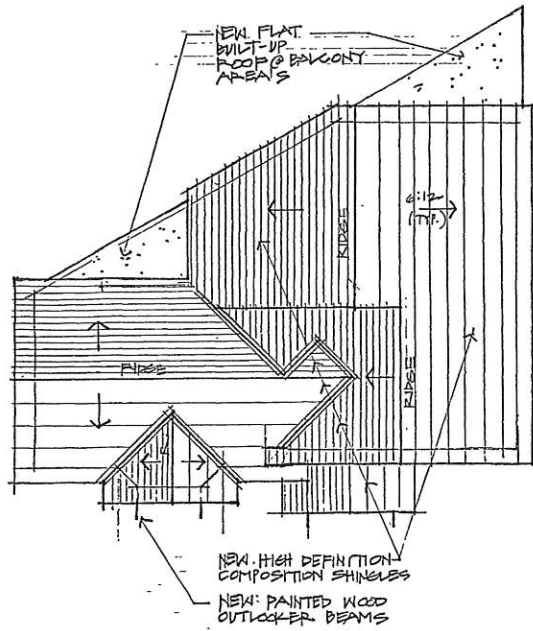 NEW FLAT
BUILT-UP
ROOF @ BALCONY
AREAS
RIDGE
6:12
(TYP.)
RIDGE
RIDGE
NEW HIGH DEFINITION
COMPOSITION SHINGLES
NEW: PAINTED WOOD
OUTLOOKER BEAMS